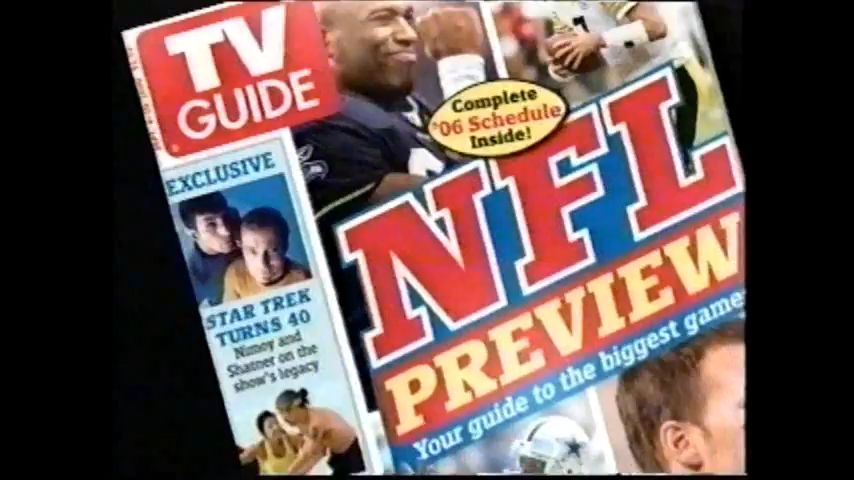 TV
GUIDE
Complete
'06 Schedule
Inside!
EXCLUSIVE
STAR TREK
TURNS 40
Nimoy and
Shatner on the
show's legacy
NFL
PREVIEW
Your guide to the biggest game